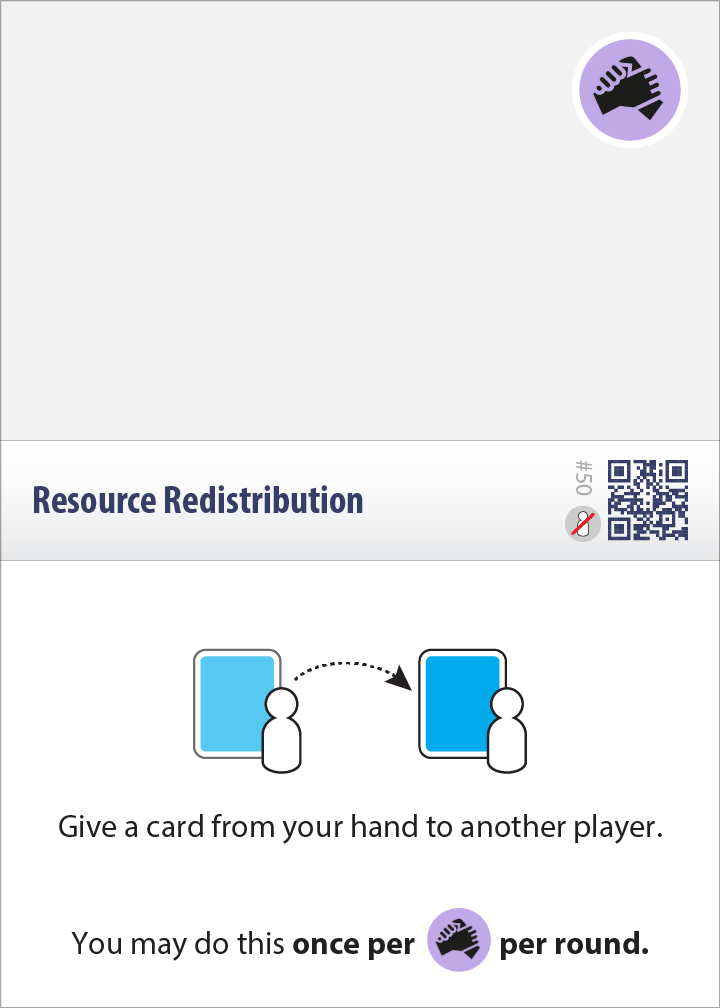 Resource Redistribution
#50
Give a card from your hand to another player.
You may do this once per per round.